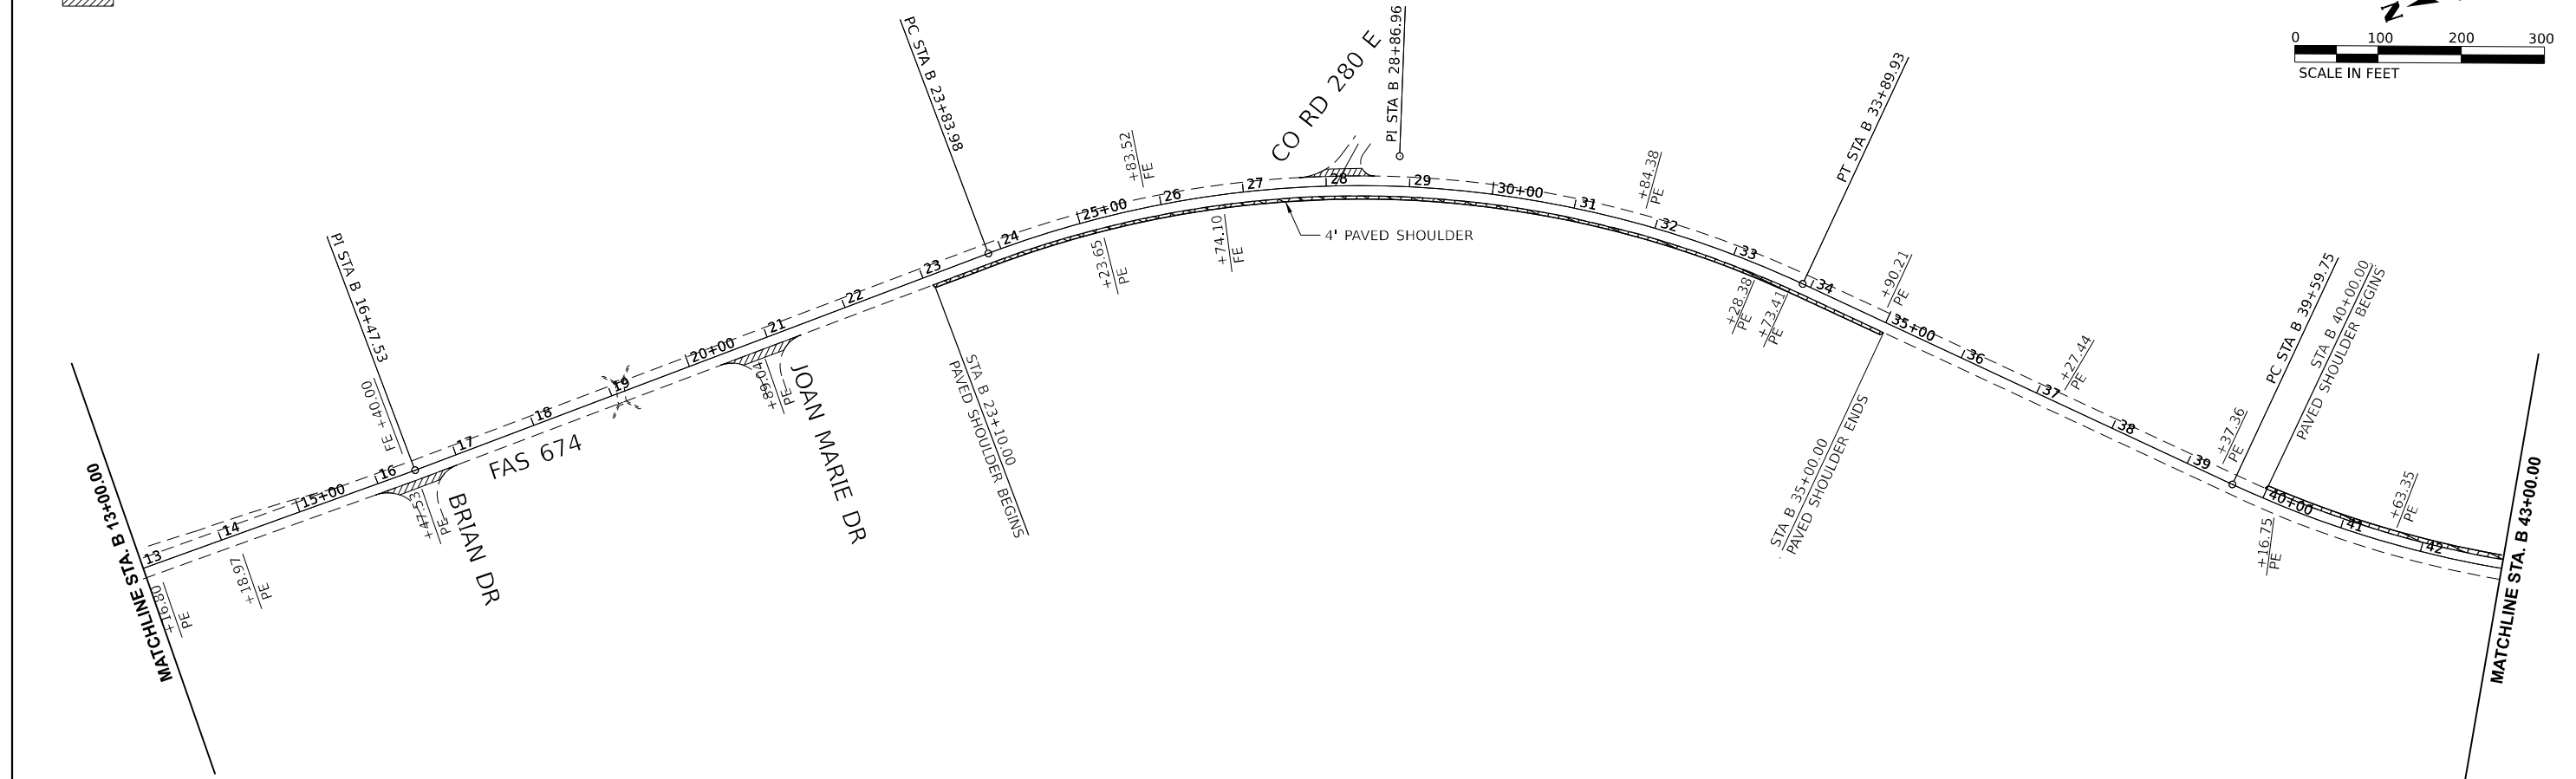 N
0 100 200 300
SCALE IN FEET
PC STA B 23+83.98
CO RD 280 E
PI STA B 28+86.96
PT STA B 33+89.93
+83.52
FE
+84.38
PE
PI STA B 16+47.53
FE +40.00
13
14
15+00
16
17
18
19
20+00
21
22
23
24
25+00
26
27
28
29
30+00
31
32
33
34
35+00
36
37
38
39
40+00
41
42
+23.65
PE
+74.10
FE
4' PAVED SHOULDER
+28.38
PE
+73.41
PE
+90.21
PE
+27.44
PE
+37.36
PE
PC STA B 39+59.75
STA B 40+00.00
PAVED SHOULDER BEGINS
+63.35
PE
+16.75
PE
MATCHLINE STA. B 13+00.00
+16.80
PE
+18.97
PE
+47.53
PE
BRIAN DR
FAS 674
+89.04
PE
JOAN MARIE DR
STA B 23+10.00
PAVED SHOULDER BEGINS
STA B 35+00.00
PAVED SHOULDER ENDS
MATCHLINE STA. B 43+00.00